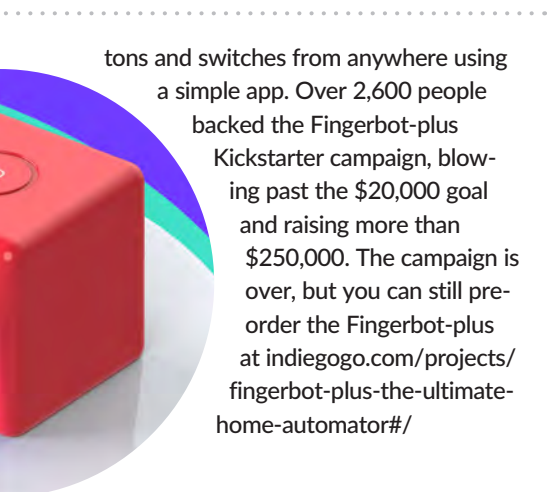 tons and switches from anywhere using
a simple app. Over 2,600 people
backed the Fingerbot-plus
Kickstarter campaign, blow-
ing past the $20,000 goal
and raising more than
$250,000. The campaign is
over, but you can still pre-
order the Fingerbot-plus
at indiegogo.com/projects/
fingerbot-plus-the-ultimate-
home-automator#/